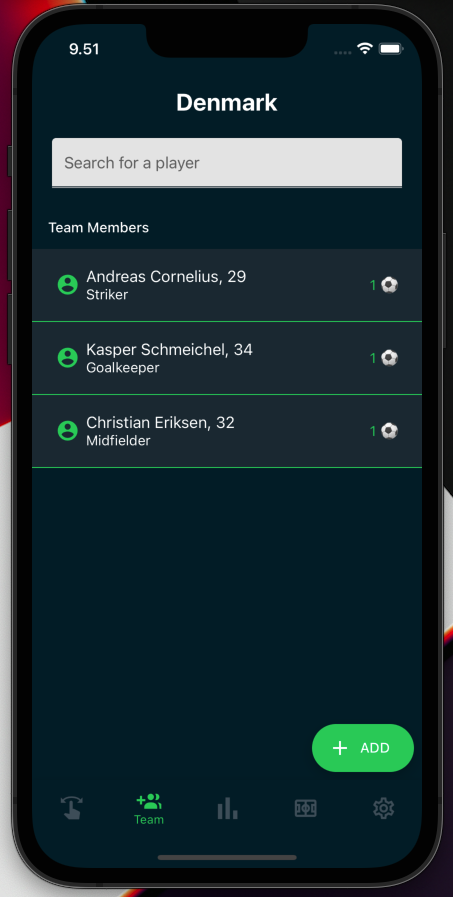 9.51
Denmark
Search for a player
Team Members
Andreas Cornelius, 29
Striker
1
Kasper Schmeichel, 34
Goalkeeper
1
Christian Eriksen, 32
Midfielder
1
+ ADD
Team